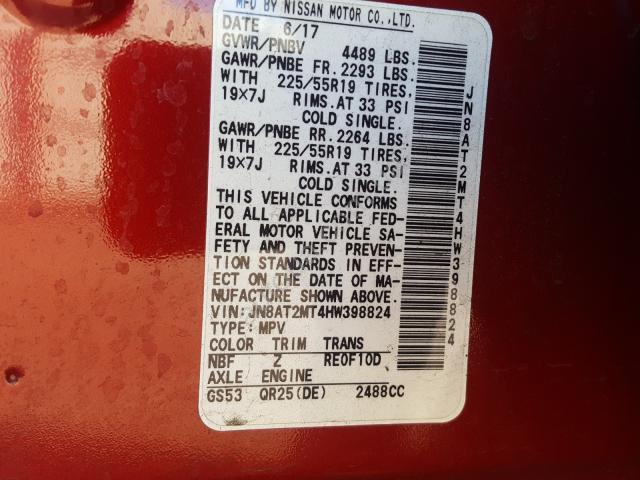 MFD BY NISSAN MOTOR CO.,LTD.
DATE 6/17
GVWR/PNBV 4489 LBS.
GAWR/PNBE FR. 2293 LBS.
WITH 225/55R19 TIRES,
19×7J RIMS.AT 33 PSI
COLD SINGLE.
GAWR/PNBE RR. 2264 LBS.
WITH 225/55R19 TIRES,
19×7J RIMS.AT 33 PSI
COLD SINGLE.
THIS VEHICLE CONFORMS
TO ALL APPLICABLE FED-
ERAL MOTOR VEHICLE SA-
FETY AND THEFT PREVEN-
TION STANDARDS IN EFF-
ECT ON THE DATE OF MA-
NUFACTURE SHOWN ABOVE.
VIN: JN8AT2MT4HW398824
TYPE: MPV
COLOR TRIM TRANS
NBF Z RE0F10D
AXLE ENGINE
GS53 QR25(DE) 2488CC
JN8AT2MT4HW398824